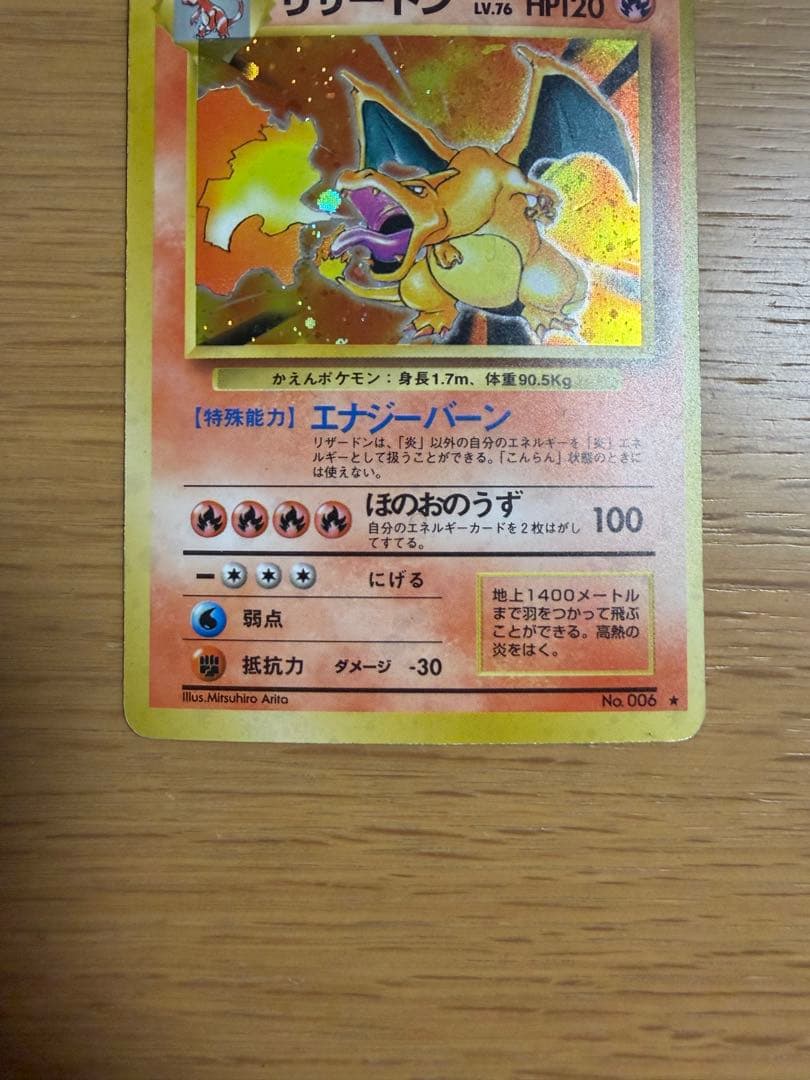 リザードン LV.76 HP120
かえんポケモン：身長1.7m、体重90.5Kg
【特殊能力】エナジーバーン
リザードンは、「炎」以外の自分のエネルギーを「炎」エネ
ルギーとして扱うことができる。「こんらん」状態のときに
は使えない。
ほのおのうず 100
自分のエネルギーカードを2枚はがし
てすてる。
にげる
弱点
抵抗力 ダメージ -30
地上1400メートル
まで羽をつかって飛ぶ
ことができる。高熱の
炎をはく。
Illus.Mitsuhiro Arita
No. 006 ★